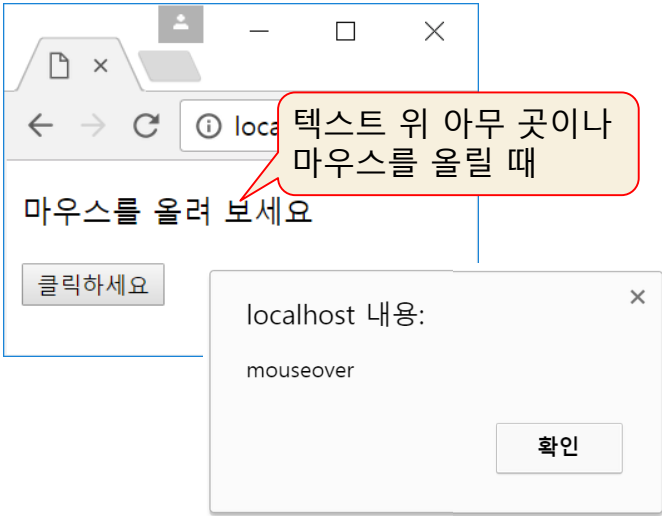 loca
텍스트 위 아무 곳이나
마우스를 올릴 때
마우스를 올려 보세요
클릭하세요
localhost 내용:
mouseover
확인